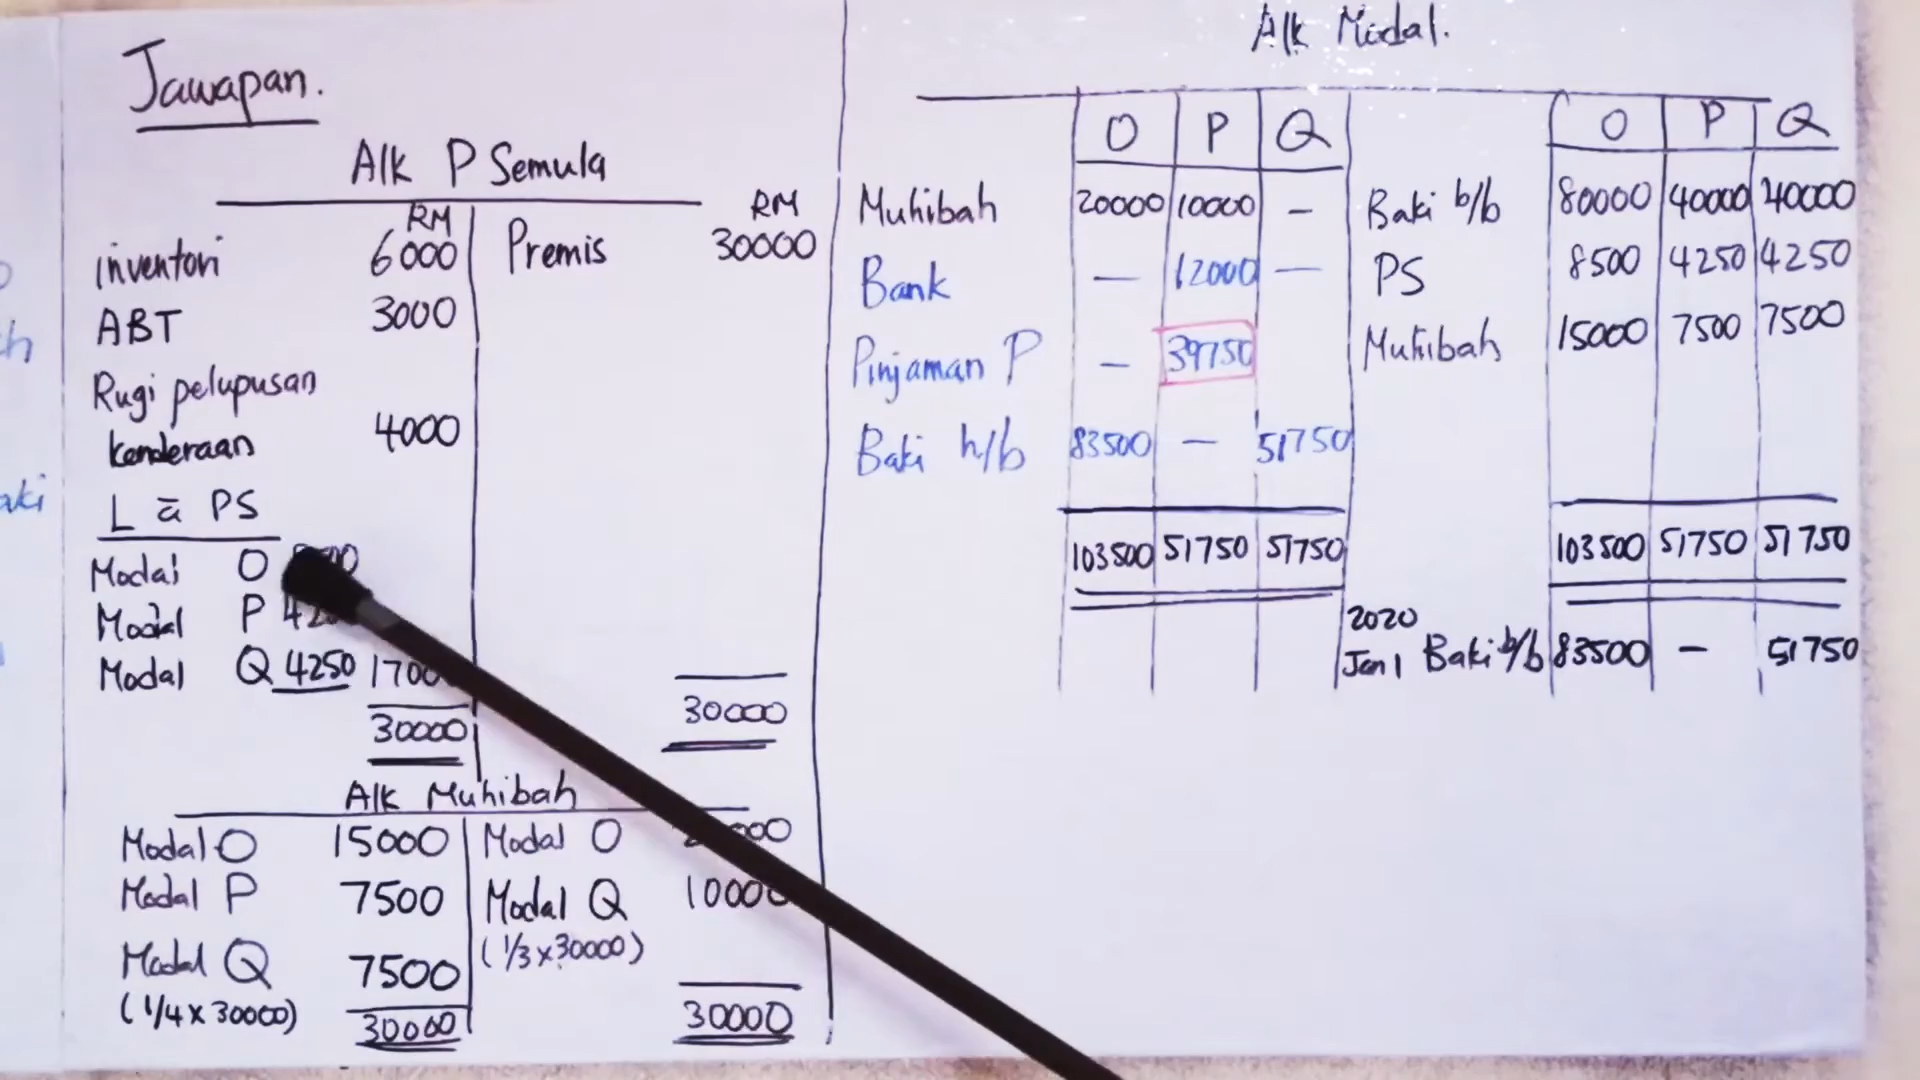 Jawapan.
Alk P Semula
RM RM
inventori 6000 Premis 30000
ABT 3000
Rugi pelupusan
kenderaan 4000
L ā PS
Modal O
Modal P
Modal Q 4250
30000 30000
Alk Muhibah
Modal O 15000 Modal O
Modal P 7500 Modal Q 10000
Modal Q 7500 (1/3 x 30000)
(1/4 x 30000) 30000 30000
Alk Modal.
O P Q O P Q
Muhibah 20000 10000 — Baki b/b 80000 40000 40000
Bank — 12000 — PS 8500 4250 4250
Pinjaman P — 39750 Muhibah 15000 7500 7500
Baki h/b 83500 — 51750
103500 51750 51750 103500 51750 51750
2020
Jan 1 Baki b/b 83500 — 51750
aki